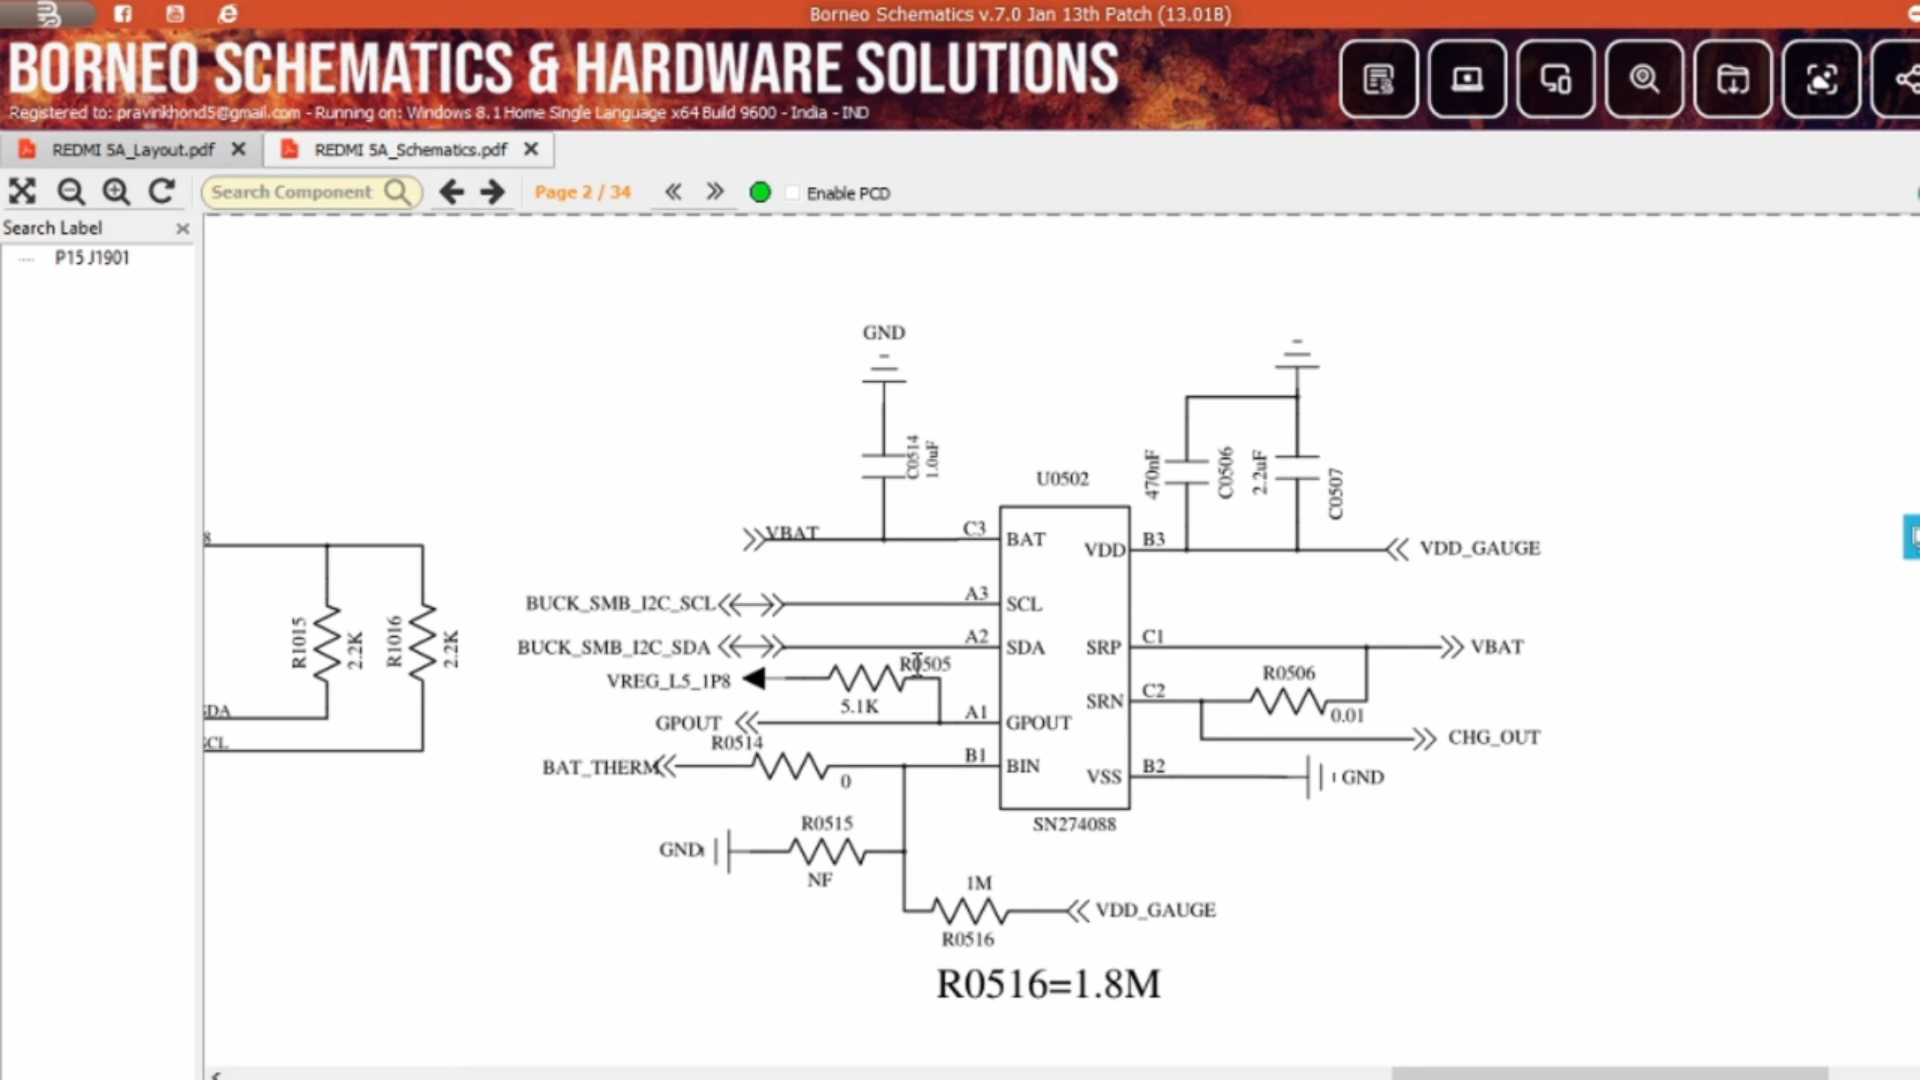 Borneo Schematics v.7.0 Jan 13th Patch (13.01B)
BORNEO SCHEMATICS & HARDWARE SOLUTIONS
Registered to: pravinkhond5@gmail.com - Running on: Windows 8.1 Home Single Language x64 Build 9600 - India - IND
REDMI 5A_Layout.pdf
REDMI 5A_Schematics.pdf
Search Component
Page 2 / 34
Enable PCD
Search Label
P15 J1901
GND
C0514
1.0uF
470nF
C0506
2.2uF
C0507
U0502
VBAT
C3
BAT
VDD
B3
VDD_GAUGE
BUCK_SMB_I2C_SCL
A3
SCL
BUCK_SMB_I2C_SDA
A2
SDA
SRP
C1
VBAT
R1015
2.2K
R1016
2.2K
VREG_L5_1P8
R0505
5.1K
SRN
C2
R0506
0.01
GPOUT
A1
GPOUT
CHG_OUT
R0514
BAT_THERM
0
B1
BIN
VSS
B2
GND
SN274088
GND
R0515
NF
1M
R0516
VDD_GAUGE
R0516=1.8M